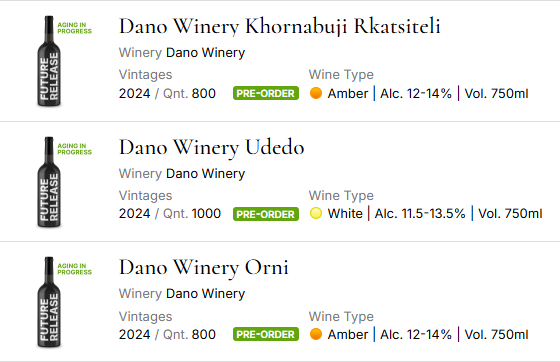 AGING IN
PROGRESS
FUTURE
RELEASE
Dano Winery Khornabuji Rkatsiteli
Winery Dano Winery
Vintages
2024 / Qnt. 800 PRE-ORDER
Wine Type
Amber | Alc. 12-14% | Vol. 750ml
AGING IN
PROGRESS
FUTURE
RELEASE
Dano Winery Udedo
Winery Dano Winery
Vintages
2024 / Qnt. 1000 PRE-ORDER
Wine Type
White | Alc. 11.5-13.5% | Vol. 750ml
AGING IN
PROGRESS
FUTURE
RELEASE
Dano Winery Orni
Winery Dano Winery
Vintages
2024 / Qnt. 800 PRE-ORDER
Wine Type
Amber | Alc. 12-14% | Vol. 750ml